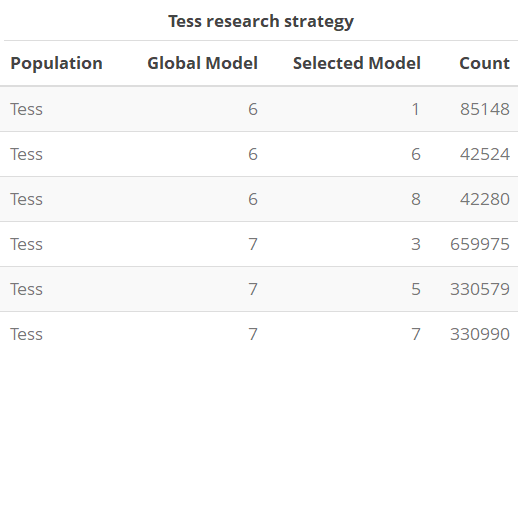 Tess research strategy
Population Global Model Selected Model Count
Tess 6 1 85148
Tess 6 6 42524
Tess 6 8 42280
Tess 7 3 659975
Tess 7 5 330579
Tess 7 7 330990